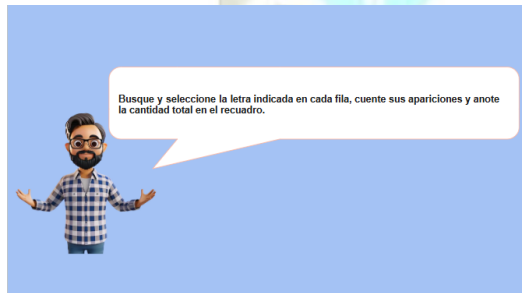 Busque y seleccione la letra indicada en cada fila, cuente sus apariciones y anote
la cantidad total en el recuadro.